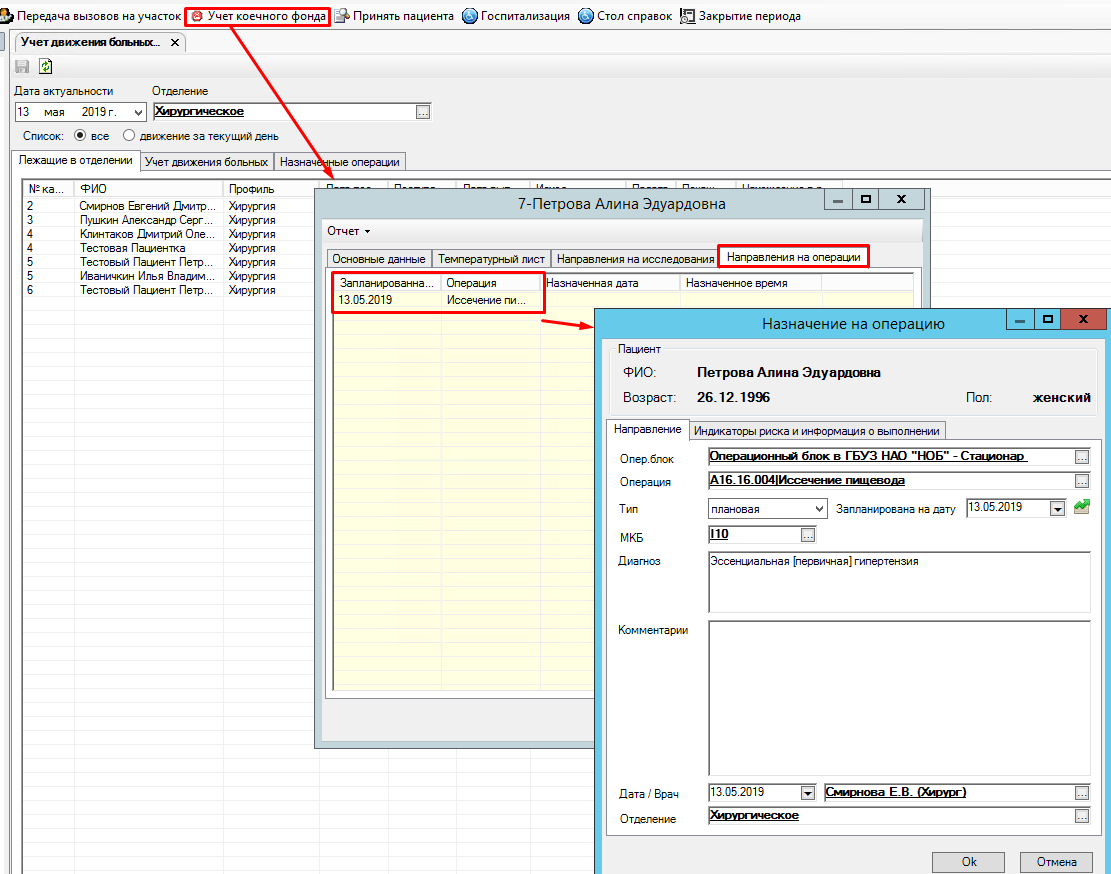 Передача вызовов на участок Учет коечного фонда Принять пациента Госпитализация Стол справок Закрытие периода
Учет движения больных...
Дата актуальности Отделение
13 мая 2019 г. Хирургическое
Список: все движение за текущий день
Лежащие в отделении Учет движения больных Назначенные операции
№ ка... ФИО Профиль
2 Смирнов Евгений Дмитр... Хирургия
3 Пушкин Александр Серг... Хирургия
4 Клинтаков Дмитрий Оле... Хирургия
4 Тестовая Пациентка Хирургия
5 Тестовый Пациент Петр... Хирургия
5 Иваничкин Илья Владим... Хирургия
6 Тестовый Пациент Петр... Хирургия
7-Петрова Алина Эдуардовна
Отчет
Основные данные Температурный лист Направления на исследования Направления на операции
Запланированна... Операция Назначенная дата Назначенное время
13.05.2019 Иссечение пи...
Назначение на операцию
Пациент
ФИО: Петрова Алина Эдуардовна
Возраст: 26.12.1996 Пол: женский
Направление Индикаторы риска и информация о выполнении
Опер.блок Операционный блок в ГБУЗ НАО "НОБ" - Стационар
Операция A16.16.004|Иссечение пищевода
Тип плановая Запланирована на дату 13.05.2019
МКБ I10
Диагноз Эссенциальная [первичная] гипертензия
Комментарии
Дата / Врач 13.05.2019 Смирнова Е.В. (Хирург)
Отделение Хирургическое
Ok Отмена